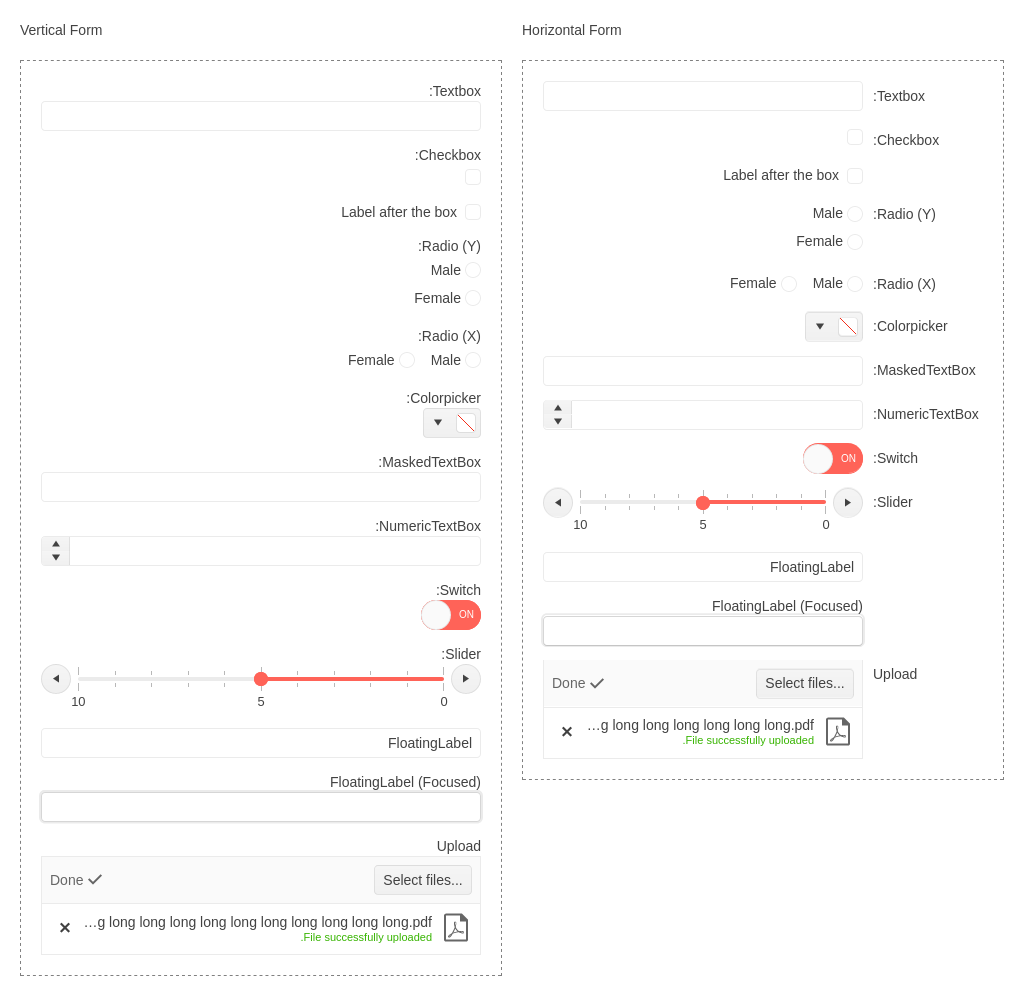 Vertical Form
:Textbox
:Checkbox
Label after the box
:Radio (Y)
Male
Female
:Radio (X)
Female Male
:Colorpicker
:MaskedTextBox
:NumericTextBox
:Switch
ON
:Slider
10 5 0
FloatingLabel
FloatingLabel (Focused)
Upload
Done Select files...
...g long long long long long long long long long long.pdf
.File successfully uploaded
Horizontal Form
:Textbox
:Checkbox
Label after the box
Male :Radio (Y)
Female
Female Male :Radio (X)
:Colorpicker
:MaskedTextBox
:NumericTextBox
ON :Switch
:Slider
10 5 0
FloatingLabel
FloatingLabel (Focused)
Upload
Done Select files...
...g long long long long long long.pdf
.File successfully uploaded